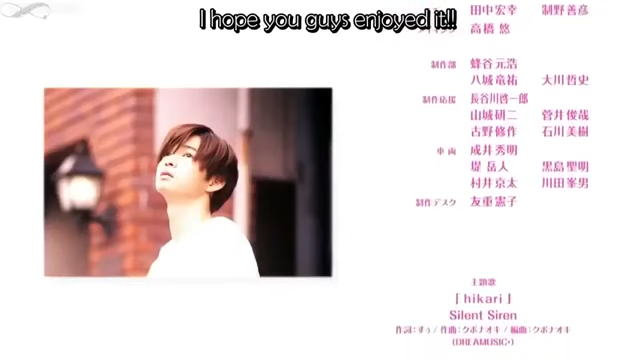 I hope you guys enjoyed it!!
田中宏幸 制野善彦
高橋 悠
制作部 蜂谷元浩
八城竜祐 大川哲史
制作応援 長谷川啓一郎
山城研二 菅井俊哉
古野修作 石川美樹
車両 成井秀明
堤 岳人 黒島聖明
村井京太 川田峯男
制作デスク 友重憲子
主題歌
「hikari」
Silent Siren
作詞:すぅ / 作曲:クボナオキ / 編曲:クボナオキ
(DREAMUSIC・)